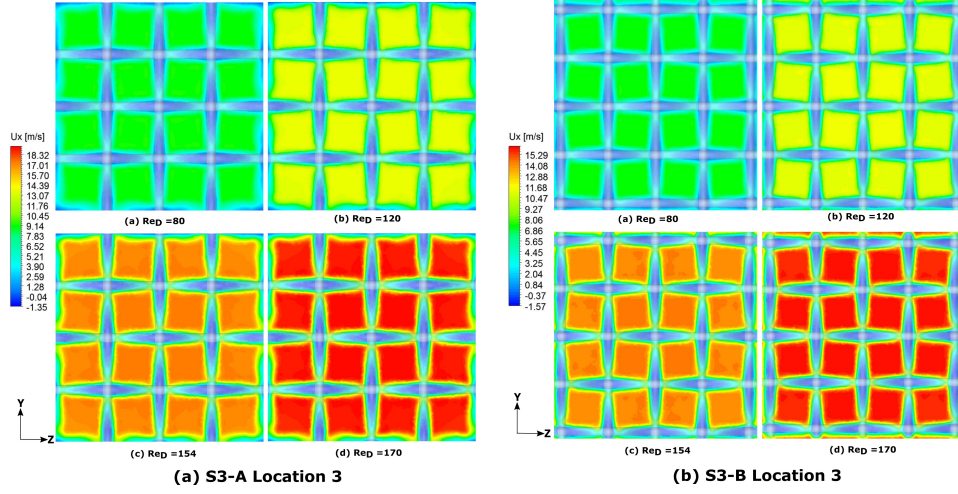 Ux [m/s]
18.32
17.01
15.70
14.39
13.07
11.76
10.45
9.14
7.83
6.52
5.21
3.90
2.59
1.28
-0.04
-1.35
(a) ReD =80
(b) ReD =120
Y
Z
(c) ReD =154
(d) ReD =170
(a) S3-A Location 3
Ux [m/s]
15.29
14.09
12.88
11.68
10.47
9.27
8.06
6.86
5.65
4.45
3.25
2.04
0.84
-0.37
-1.57
(a) ReD =80
(b) ReD =120
Y
Z
(c) ReD =154
(d) ReD =170
(b) S3-B Location 3